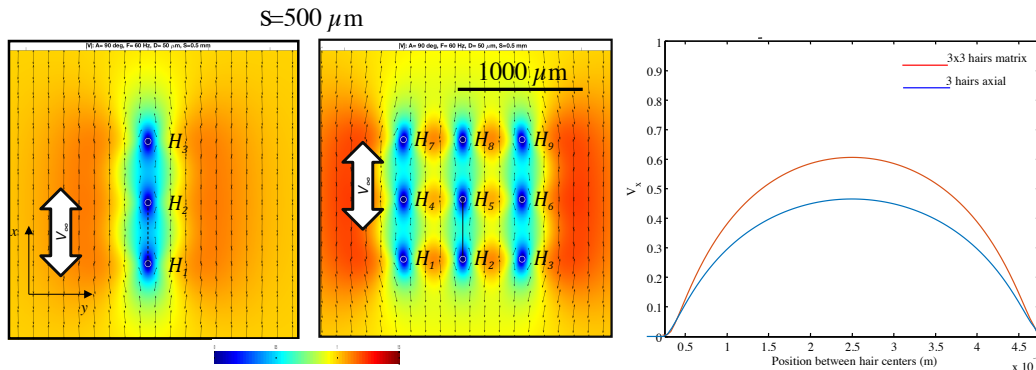 S=500 µm
|V|: A= 90 deg, F= 60 Hz, D= 50 µm, S=0.5 mm
H3
H2
H1
V∞
x
y
|V|: A= 90 deg, F= 60 Hz, D= 50 µm, S=0.5 mm
1000 µm
H7 H8 H9
H4 H5 H6
H1 H2 H3
V∞
1
0.9
0.8
0.7
0.6
0.5
0.4
0.3
0.2
0.1
0
V_x
3x3 hairs matrix
3 hairs axial
0.5 1 1.5 2 2.5 3 3.5 4 4.5
Position between hair centers (m)
x 10